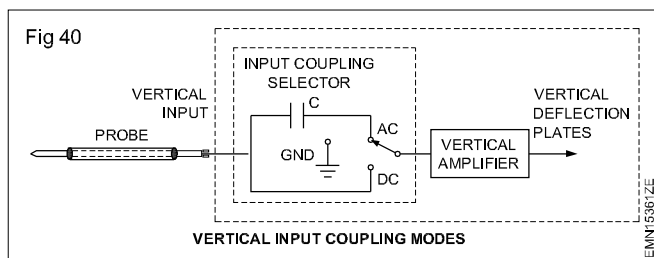 Fig 40
INPUT COUPLING
SELECTOR
C
VERTICAL
INPUT
PROBE
GND
AC
DC
VERTICAL
AMPLIFIER
VERTICAL
DEFLECTION
PLATES
VERTICAL INPUT COUPLING MODES
EMN15361ZE